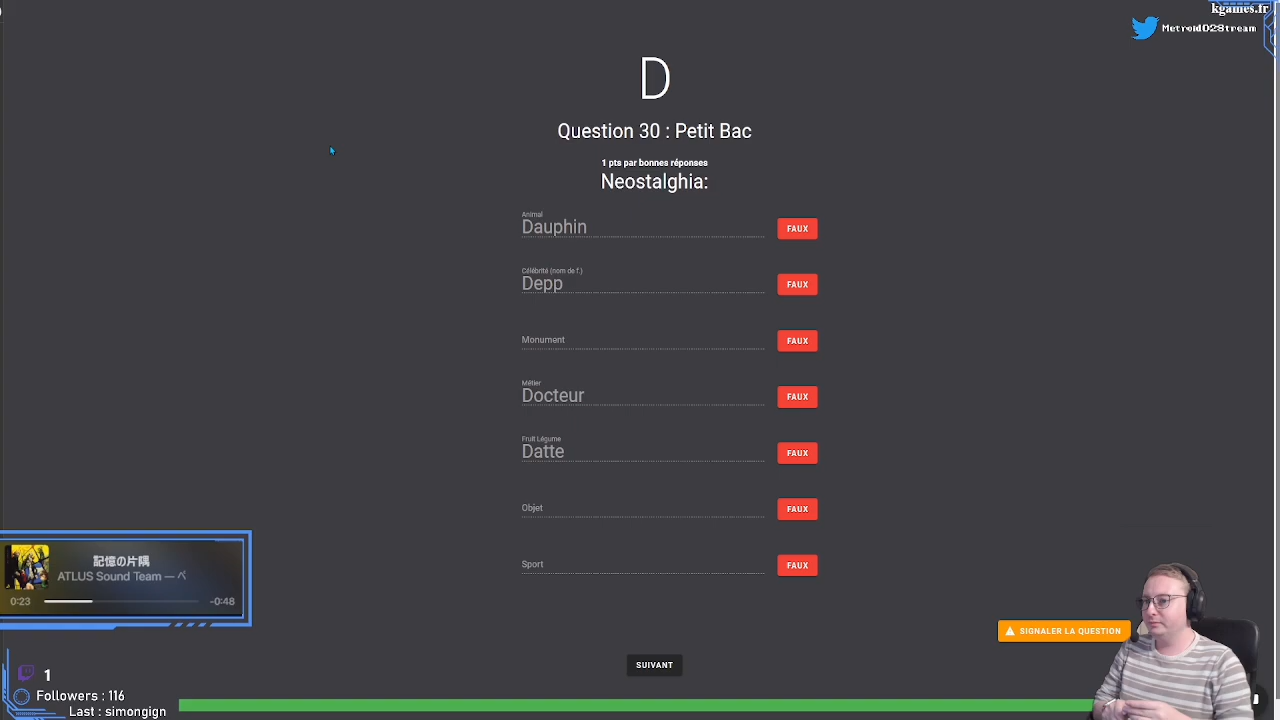 kgames.fr
MetroidD2Stream
D
Question 30 : Petit Bac
1 pts par bonnes réponses
Neostalghia:
Animal
Dauphin
FAUX
Célébrité (nom de f.)
Depp
FAUX
Monument
FAUX
Métier
Docteur
FAUX
Fruit Légume
Datte
FAUX
Objet
FAUX
Sport
FAUX
記憶の片隅
ATLUS Sound Team — ペ
0:23
-0:48
SIGNALER LA QUESTION
SUIVANT
1
Followers : 116
Last : simongign